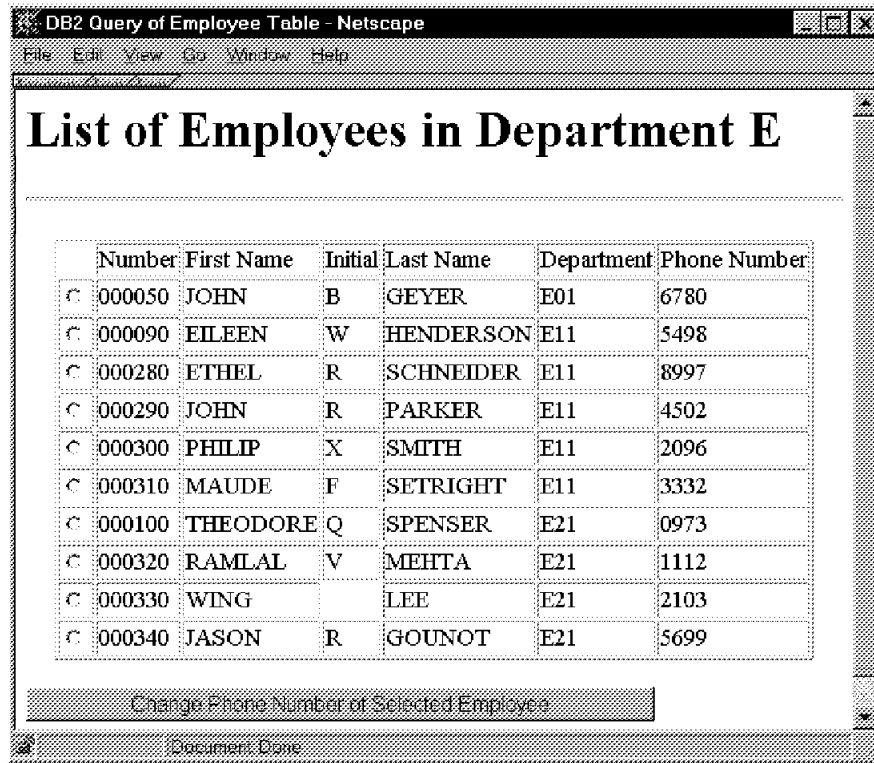 DB2 Query of Employee Table - Netscape
File Edit View Go Window Help
List of Employees in Department E
Number First Name Initial Last Name Department Phone Number
000050 JOHN B GEYER E01 6780
000090 EILEEN W HENDERSON E11 5498
000280 ETHEL R SCHNEIDER E11 8997
000290 JOHN R PARKER E11 4502
000300 PHILIP X SMITH E11 2096
000310 MAUDE F SETRIGHT E11 3332
000100 THEODORE Q SPENSER E21 0973
000320 RAMLAL V MEHTA E21 1112
000330 WING LEE E21 2103
000340 JASON R GOUNOT E21 5699
Change Phone Number of Selected Employee
Document Done